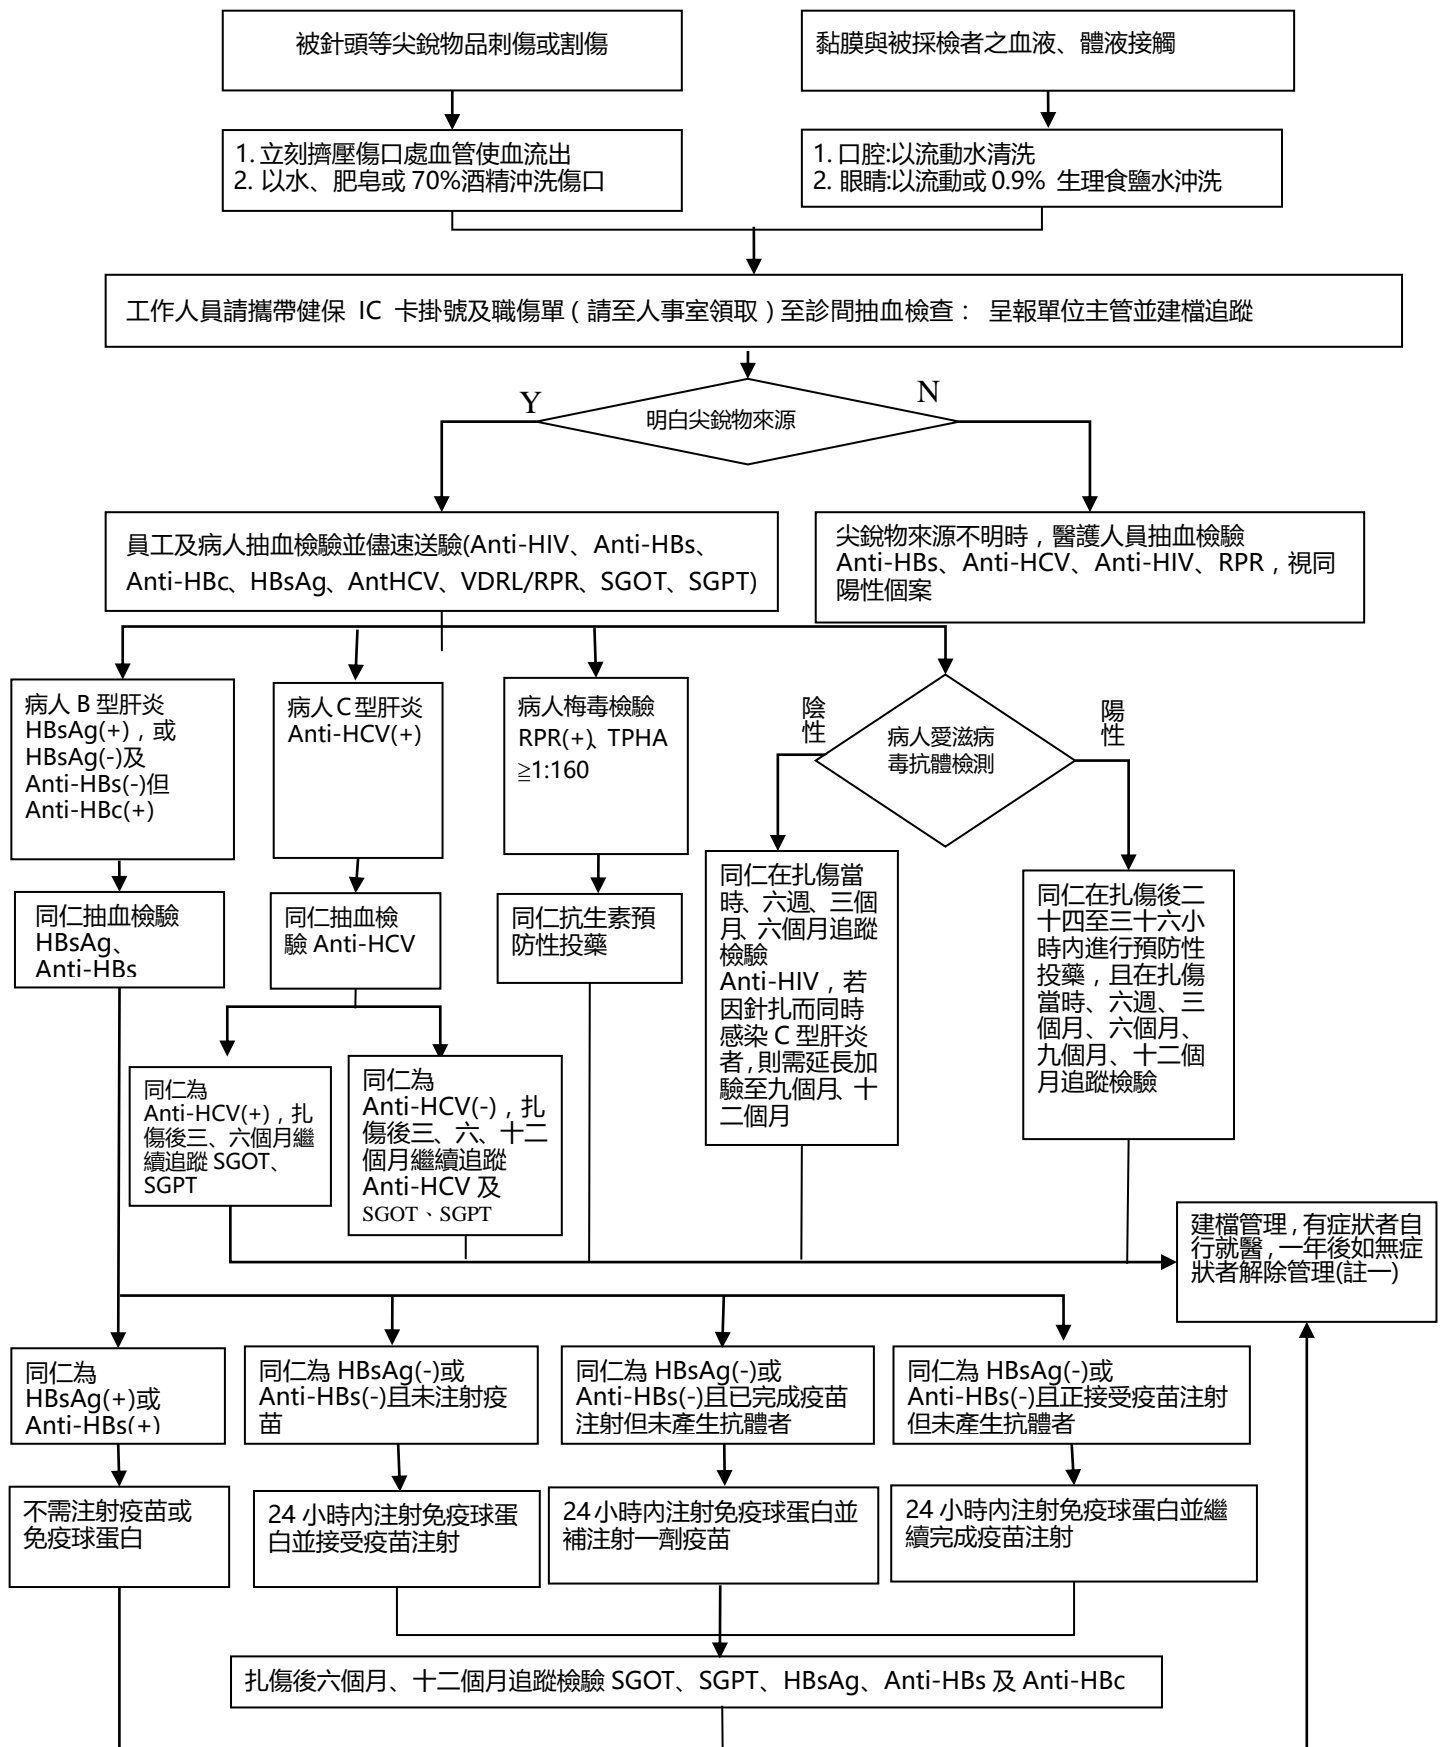 被針頭等尖銳物品刺傷或割傷
黏膜與被採檢者之血液、體液接觸
1. 立刻擠壓傷口處血管使血流出
2. 以水、肥皂或 70%酒精沖洗傷口
1. 口腔:以流動水清洗
2. 眼睛:以流動或 0.9% 生理食鹽水沖洗
工作人員請攜帶健保 IC 卡掛號及職傷單（請至人事室領取）至診間抽血檢查： 呈報單位主管並建檔追蹤
明白尖銳物來源
Y
N
員工及病人抽血檢驗並儘速送驗(Anti-HIV、Anti-HBs、
Anti-HBc、HBsAg、AntHCV、VDRL/RPR、SGOT、SGPT)
尖銳物來源不明時，醫護人員抽血檢驗
Anti-HBs、Anti-HCV、Anti-HIV、RPR，視同
陽性個案
病人 B 型肝炎
HBsAg(+)，或
HBsAg(-)及
Anti-HBs(-)但
Anti-HBc(+)
病人 C 型肝炎
Anti-HCV(+)
病人梅毒檢驗
RPR(+)、TPHA
≧1:160
陰性
病人愛滋病
毒抗體檢測
陽性
同仁抽血檢驗
HBsAg、
Anti-HBs
同仁抽血檢
驗 Anti-HCV
同仁抗生素預
防性投藥
同仁在扎傷當
時、六週、三個
月、六個月追蹤
檢驗
Anti-HIV，若
因針扎而同時
感染 C 型肝炎
者，則需延長加
驗至九個月、十
二個月
同仁在扎傷後二
十四至三十六小
時內進行預防性
投藥，且在扎傷
當時、六週、三
個月、六個月、
九個月、十二個
月追蹤檢驗
同仁為
Anti-HCV(+)，扎
傷後三、六個月繼
續追蹤 SGOT、
SGPT
同仁為
Anti-HCV(-)，扎
傷後三、六、十二
個月繼續追蹤
Anti-HCV 及
SGOT、SGPT
建檔管理，有症狀者自
行就醫，一年後如無症
狀者解除管理(註一)
同仁為
HBsAg(+)或
Anti-HBs(+)
同仁為 HBsAg(-)或
Anti-HBs(-)且未注射疫
苗
同仁為 HBsAg(-)或
Anti-HBs(-)且已完成疫苗
注射但未產生抗體者
同仁為 HBsAg(-)或
Anti-HBs(-)且正接受疫苗注射
但未產生抗體者
不需注射疫苗或
免疫球蛋白
24 小時內注射免疫球蛋
白並接受疫苗注射
24 小時內注射免疫球蛋白並
補注射一劑疫苗
24 小時內注射免疫球蛋白並繼
續完成疫苗注射
扎傷後六個月、十二個月追蹤檢驗 SGOT、SGPT、HBsAg、Anti-HBs 及 Anti-HBc